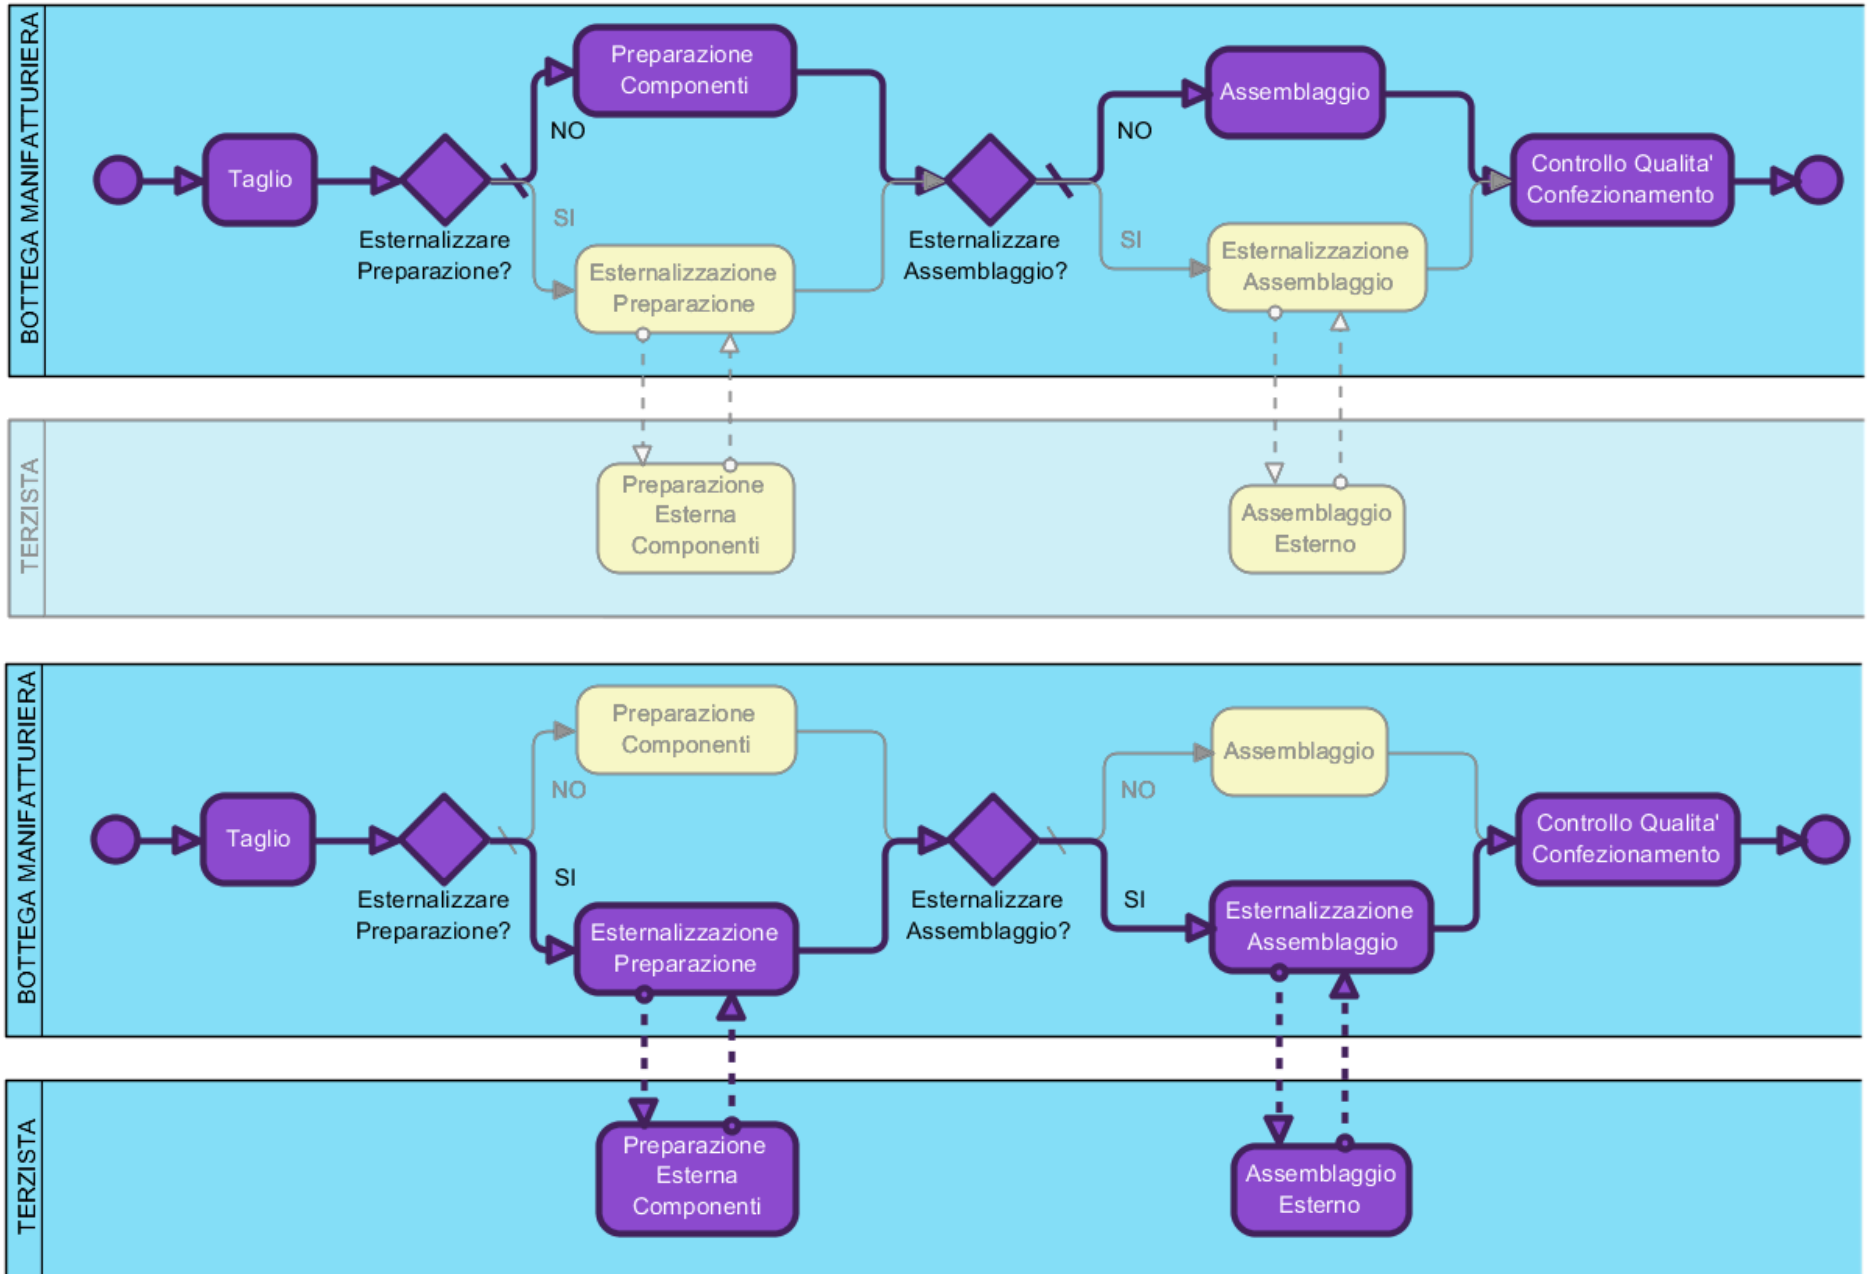 BOTTEGA MANIFATTURIERA
Preparazione
Componenti
Assemblaggio
NO
NO
Taglio
Controllo Qualita'
Confezionamento
SI
SI
Esternalizzare
Preparazione?
Esternalizzare
Assemblaggio?
Esternalizzazione
Preparazione
Esternalizzazione
Assemblaggio
TERZISTA
Preparazione
Esterna
Componenti
Assemblaggio
Esterno
BOTTEGA MANIFATTURIERA
Preparazione
Componenti
Assemblaggio
NO
NO
Taglio
Controllo Qualita'
Confezionamento
SI
SI
Esternalizzare
Preparazione?
Esternalizzare
Assemblaggio?
Esternalizzazione
Preparazione
Esternalizzazione
Assemblaggio
TERZISTA
Preparazione
Esterna
Componenti
Assemblaggio
Esterno